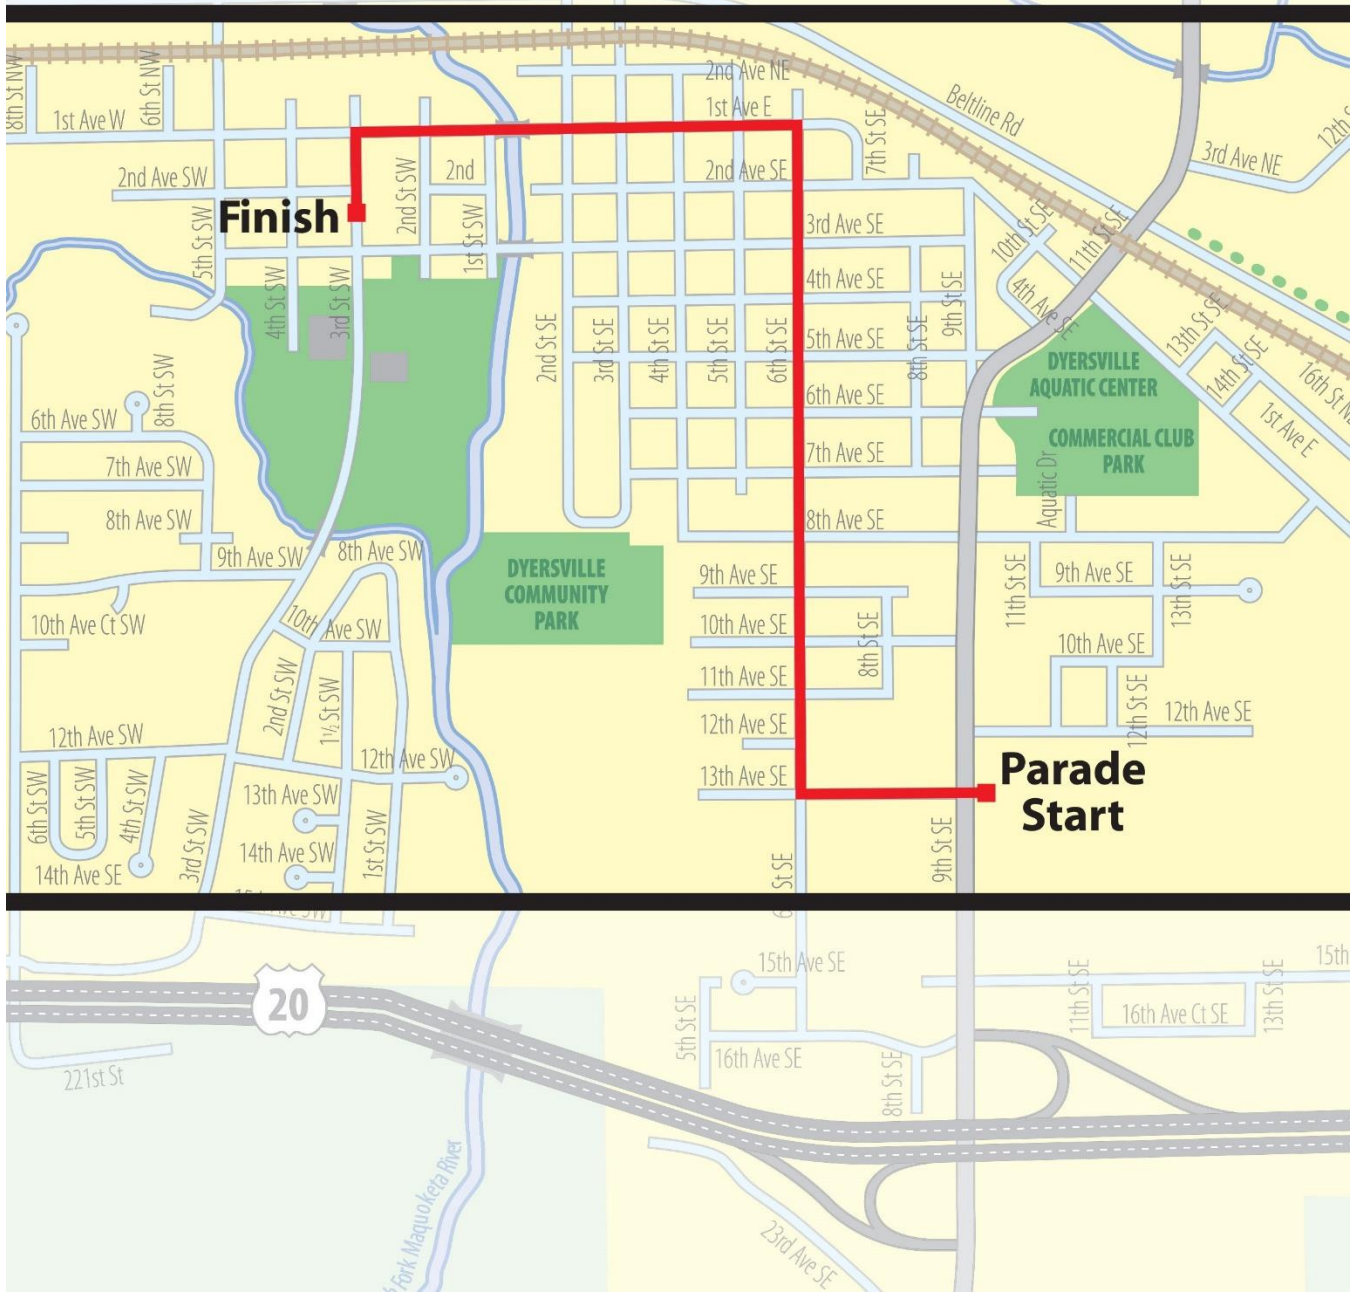 8th St NW
6th St NW
1st Ave W
2nd Ave NE
1st Ave E
Beltline Rd
12th S
3rd Ave NE
7th St SE
2nd Ave SW
2nd St SW
2nd
2nd Ave SE
Finish
5th St SW
1st St SW
3rd Ave SE
10th St SE
11th St SE
4th St SW
3rd St SW
4th Ave SE
9th St SE
4th Ave SE
2nd St SE
3rd St SE
4th St SE
5th St SE
6th St SE
5th Ave SE
8th St SE
DYERSVILLE
AQUATIC CENTER
13th St SE
14th St SE
16th St N
6th Ave SW
8th St SW
6th Ave SE
1st Ave E
COMMERCIAL CLUB
PARK
7th Ave SW
7th Ave SE
Aquatic Dr
8th Ave SW
8th Ave SE
9th Ave SW
8th Ave SW
DYERSVILLE
COMMUNITY
PARK
9th Ave SE
11th St SE
9th Ave SE
13th St SE
10th Ave Ct SW
10th Ave SW
10th Ave SE
8th St SE
10th Ave SE
2nd St SW
1½ St SW
11th Ave SE
12th Ave SW
12th Ave SW
12th Ave SE
12th St SE
12th Ave SE
6th St SW
5th St SW
4th St SW
3rd St SW
13th Ave SW
13th Ave SE
Parade
Start
14th Ave SE
14th Ave SW
1st St SW
St SE
9th St SE
15th Ave SE
15th
20
5th St SE
16th Ave SE
8th St SE
11th St SE
16th Ave Ct SE
13th St SE
221st St
Fork Maquoketa River
23rd Ave SE